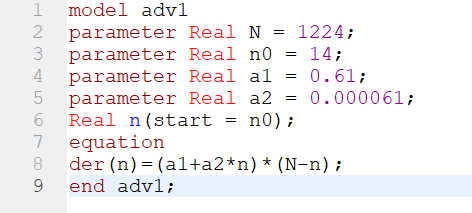 1 model adv1
2 parameter Real N = 1224;
3 parameter Real n0 = 14;
4 parameter Real a1 = 0.61;
5 parameter Real a2 = 0.000061;
6 Real n(start = n0);
7 equation
8 der(n)=(a1+a2*n)*(N-n);
9 end adv1;